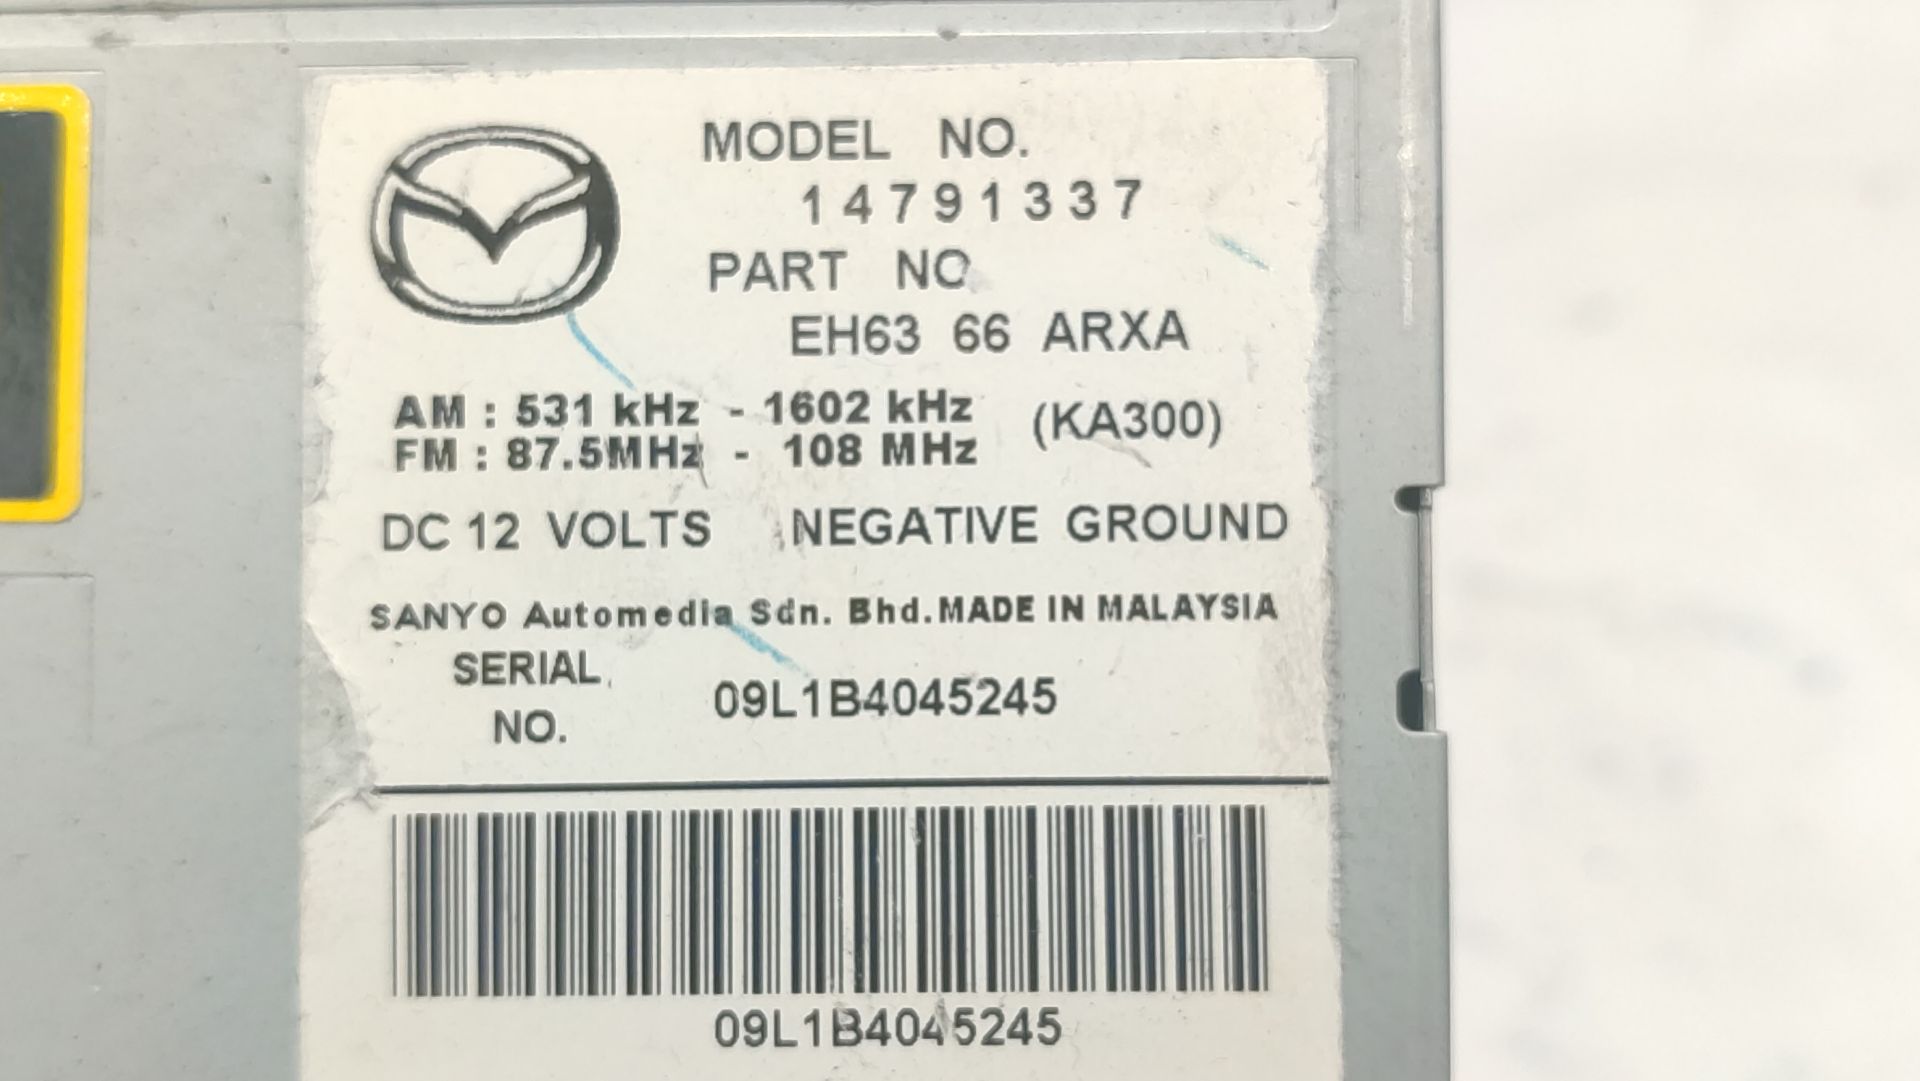 MODEL NO.
14791337
PART NO
EH63 66 ARXA
AM : 531 kHz - 1602 kHz (KA300)
FM : 87.5MHz - 108 MHz
DC 12 VOLTS NEGATIVE GROUND
SANYO Automedia Sdn. Bhd. MADE IN MALAYSIA
SERIAL NO.
09L1B4045245
09L1B4045245